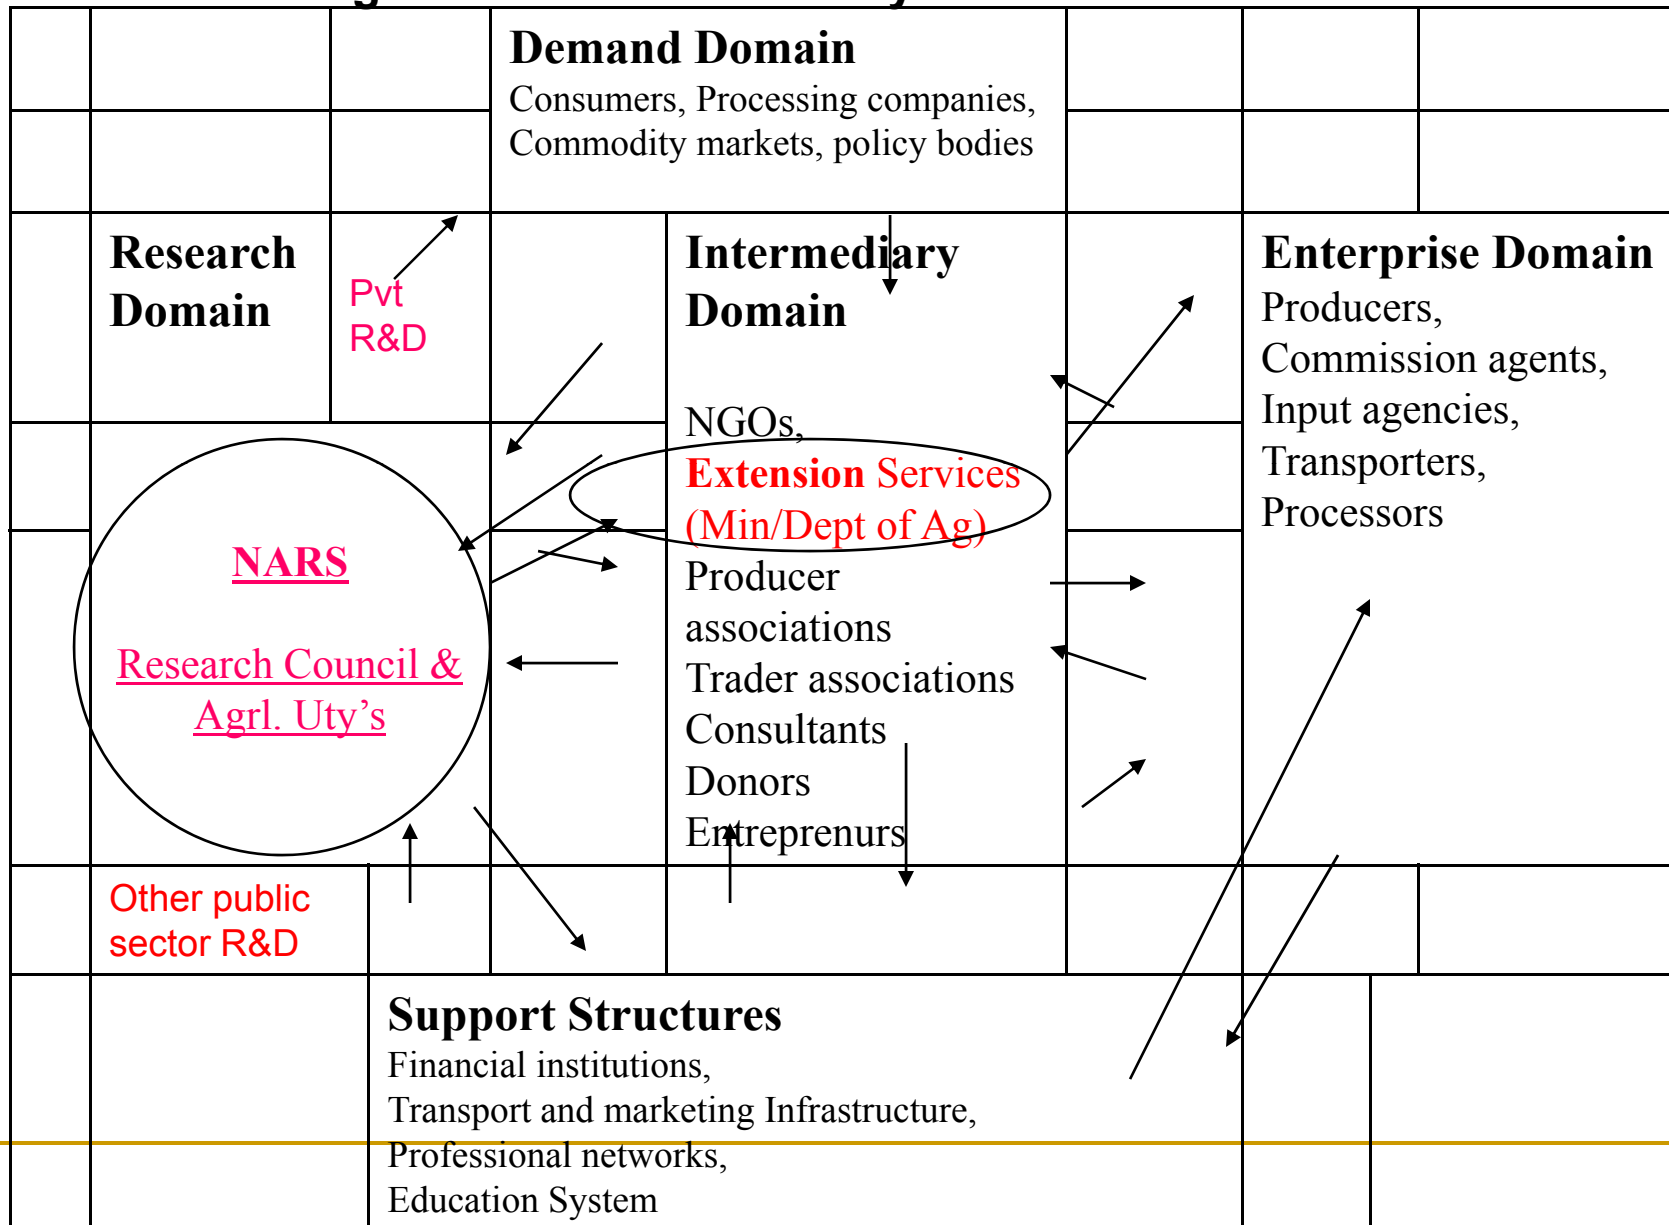 Demand Domain
Consumers, Processing companies,
Commodity markets, policy bodies
Research
Domain
Pvt
R&D
Intermediary
Domain
NGOs,
Extension Services
(Min/Dept of Ag)
Producer
associations
Trader associations
Consultants
Donors
Entreprenurs
Enterprise Domain
Producers,
Commission agents,
Input agencies,
Transporters,
Processors
NARS
Research Council &
Agrl. Uty’s
Other public
sector R&D
Support Structures
Financial institutions,
Transport and marketing Infrastructure,
Professional networks,
Education System